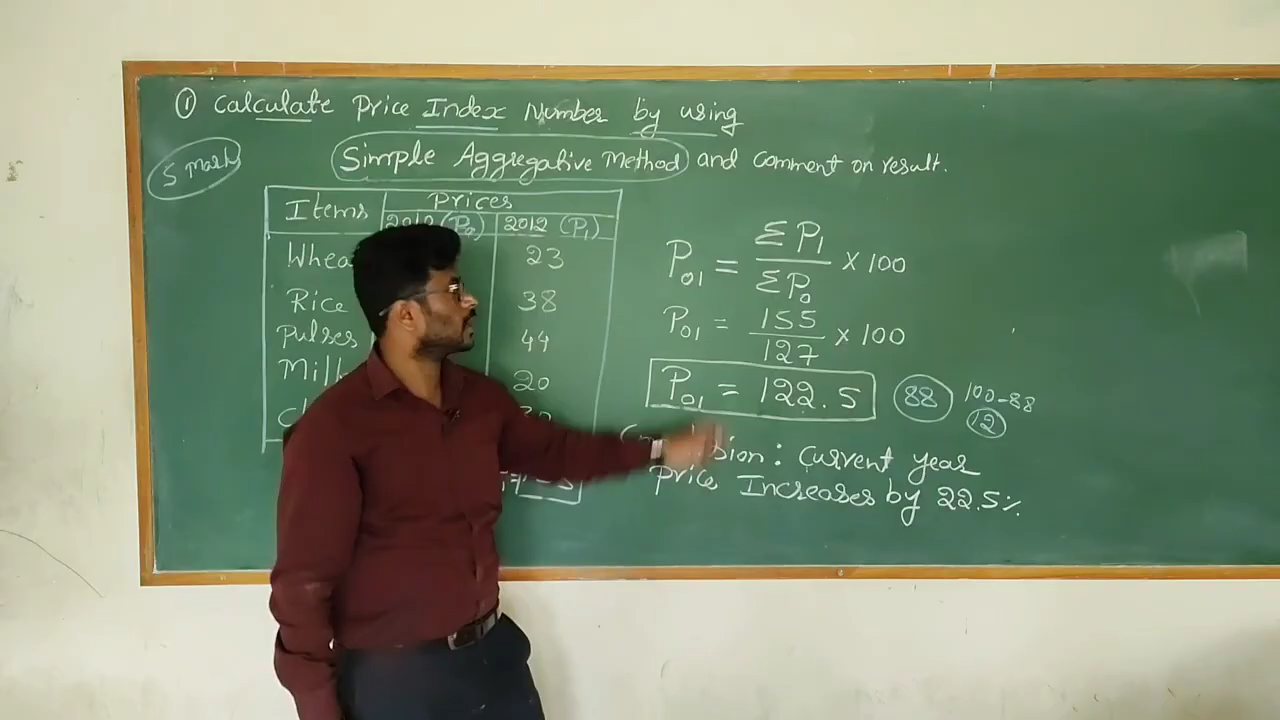 ① Calculate Price Index Number by using
5 mark
Simple Aggregative Method and Comment on result.
Items Prices
(P₀) 2012 (P₁)
23
Rice 38
Pulses 44
20
P₀₁ = ΣP₁ / ΣP₀ × 100
P₀₁ = 155 / 127 × 100
P₀₁ = 122.5
88 100-88
12
: Current year
Price Increases by 22.5%